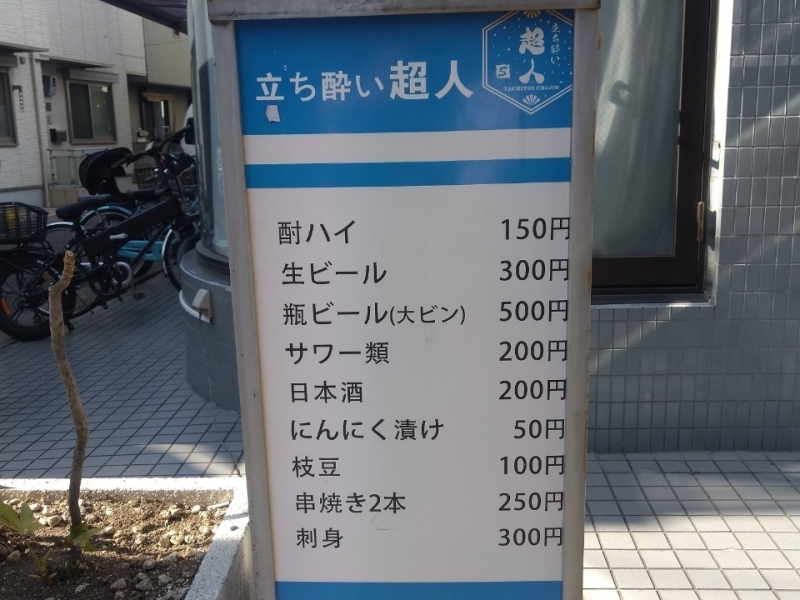 立ち酔い 超人
立ち酔い
超人
S
TACHIYOI CHOJIN
酎ハイ 150円
生ビール 300円
瓶ビール(大ビン) 500円
サワー類 200円
日本酒 200円
にんにく漬け 50円
枝豆 100円
串焼き2本 250円
刺身 300円